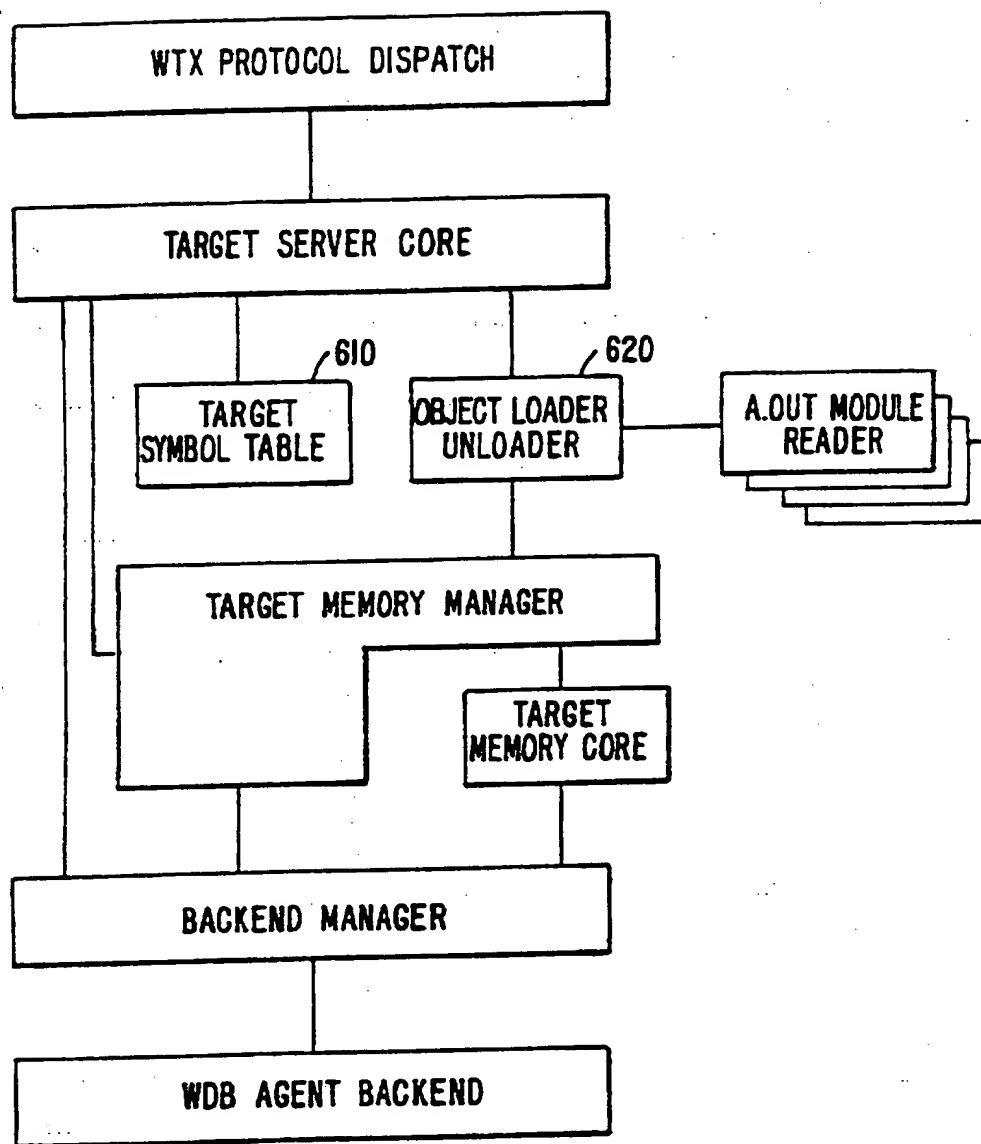 WTX PROTOCOL DISPATCH
TARGET SERVER CORE
610
620
TARGET
SYMBOL TABLE
OBJECT LOADER
UNLOADER
A.OUT MODULE
READER
TARGET MEMORY MANAGER
TARGET
MEMORY CORE
BACKEND MANAGER
WDB AGENT BACKEND